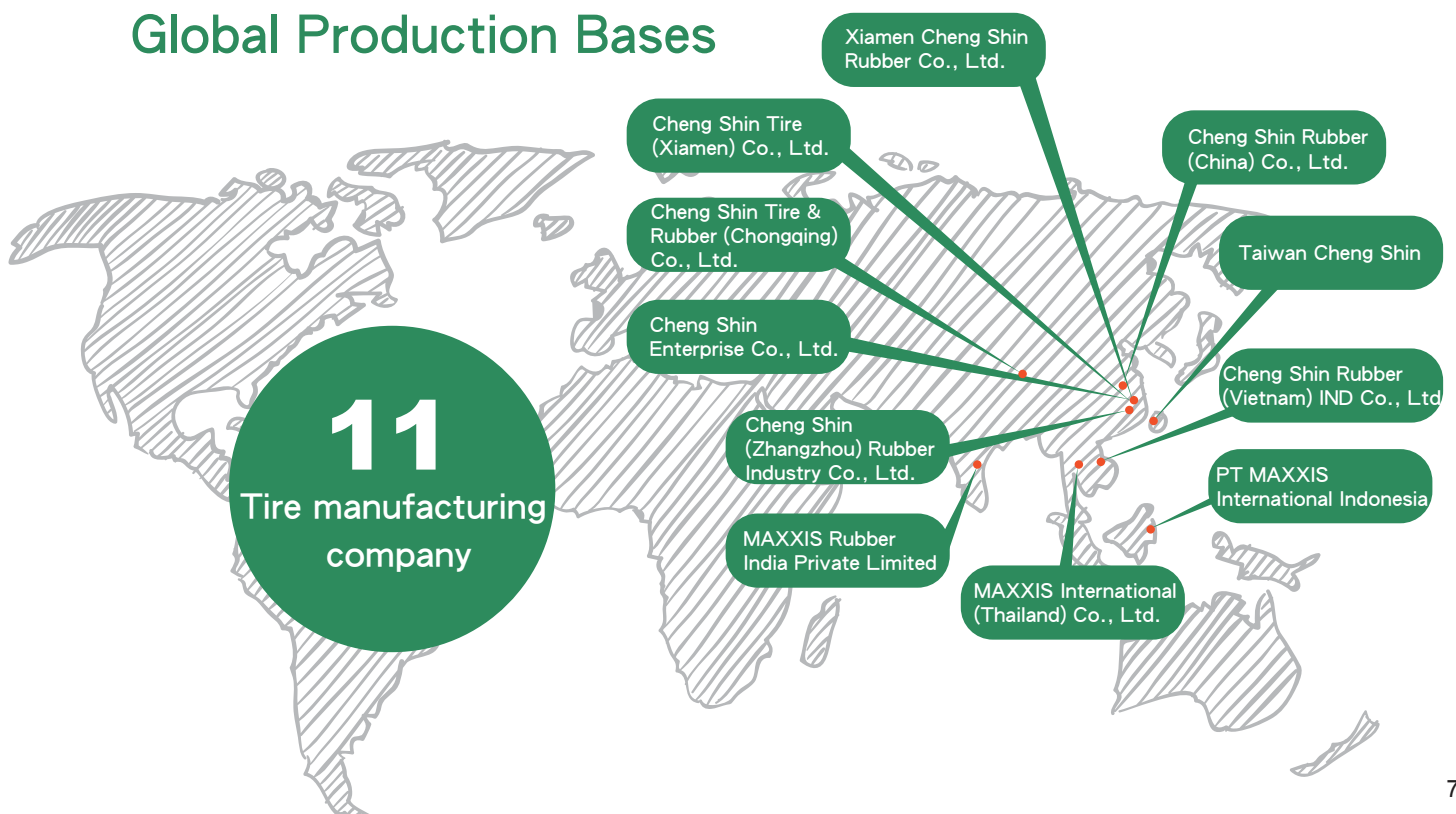 Global Production Bases
Xiamen Cheng Shin
Rubber Co., Ltd.
Cheng Shin Tire
(Xiamen) Co., Ltd.
Cheng Shin Rubber
(China) Co., Ltd.
Cheng Shin Tire &
Rubber (Chongqing)
Co., Ltd.
Taiwan Cheng Shin
Cheng Shin
Enterprise Co., Ltd.
Cheng Shin Rubber
(Vietnam) IND Co., Ltd
11
Tire manufacturing
company
Cheng Shin
(Zhangzhou) Rubber
Industry Co., Ltd.
PT MAXXIS
International Indonesia
MAXXIS Rubber
India Private Limited
MAXXIS International
(Thailand) Co., Ltd.
7